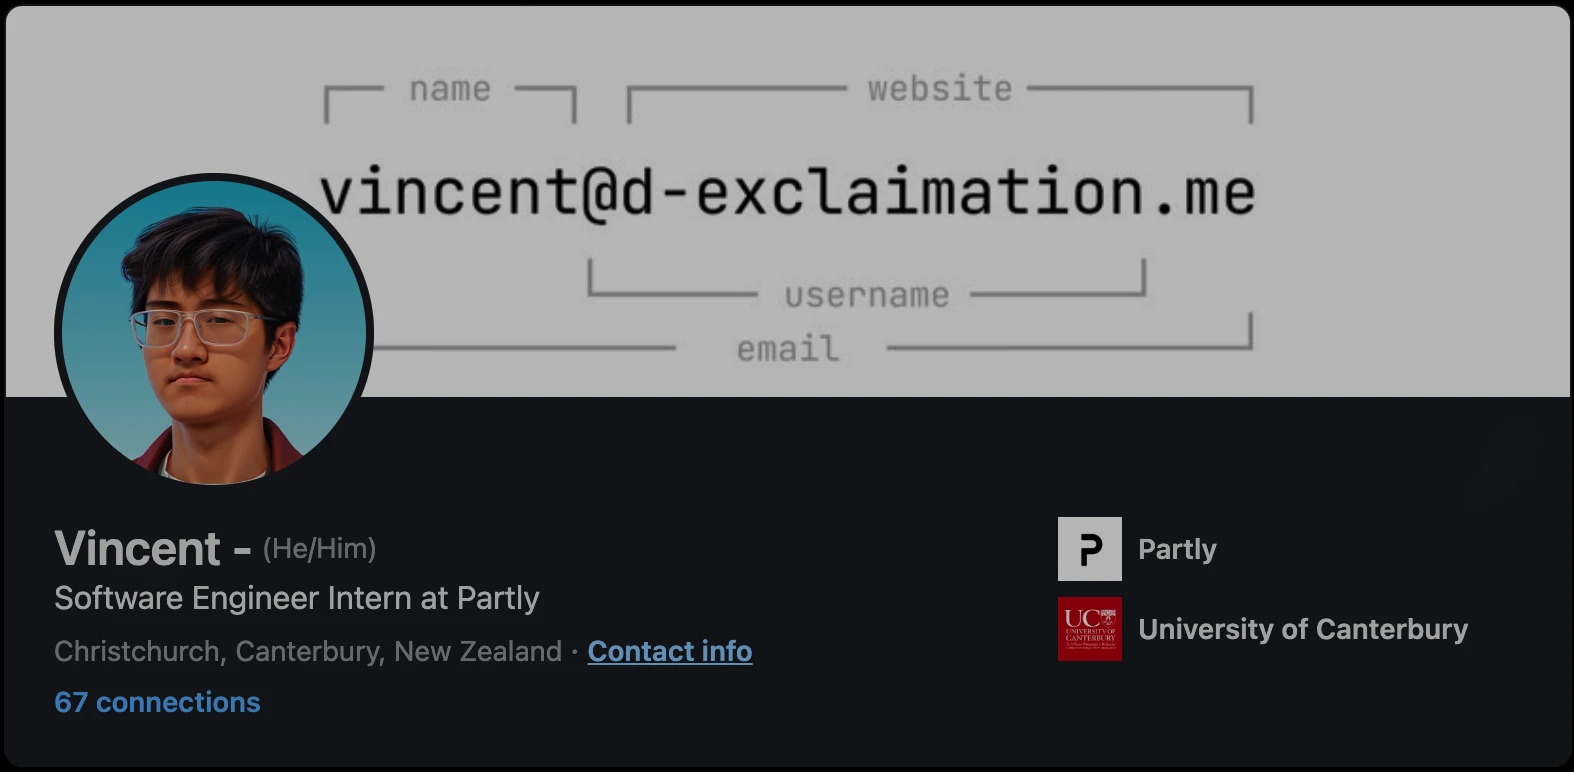 name website
vincent@d-exclaimation.me
username
email
Vincent - (He/Him)
Software Engineer Intern at Partly
Christchurch, Canterbury, New Zealand · Contact info
67 connections
P Partly
UC
UNIVERSITY OF
CANTERBURY
University of Canterbury